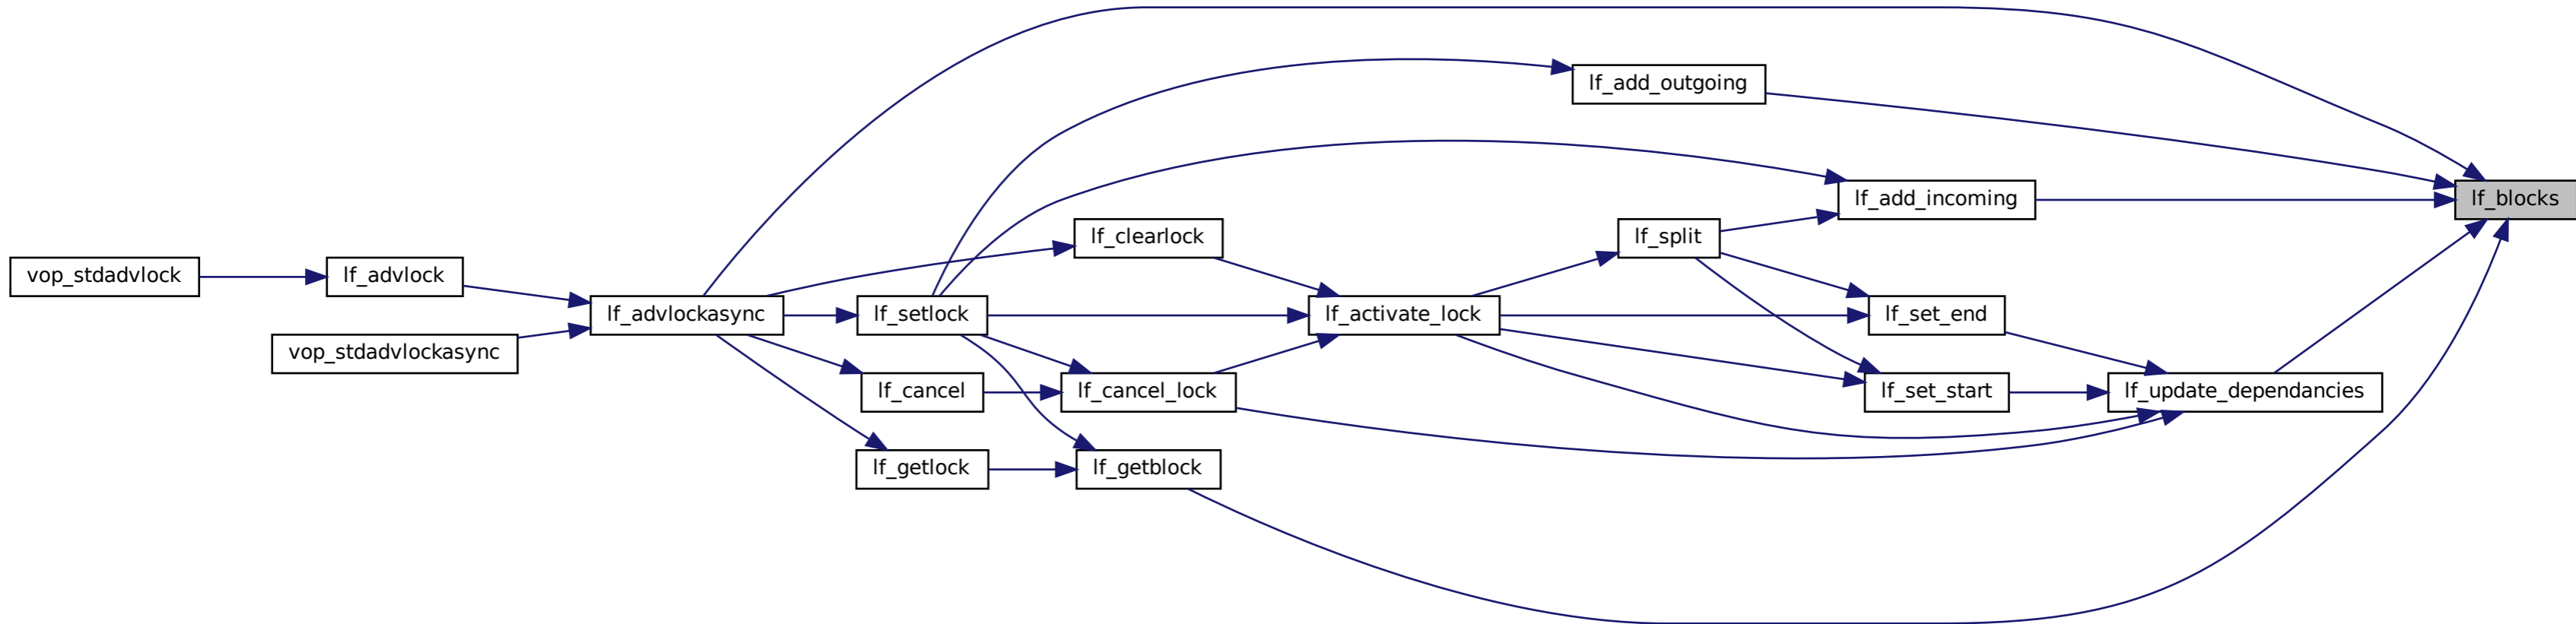 lf_add_outgoing
lf_add_incoming
lf_blocks
lf_clearlock
lf_split
vop_stdadvlock
lf_advlock
lf_advlockasync
lf_setlock
lf_activate_lock
lf_set_end
vop_stdadvlockasync
lf_cancel
lf_cancel_lock
lf_set_start
lf_update_dependancies
lf_getlock
lf_getblock